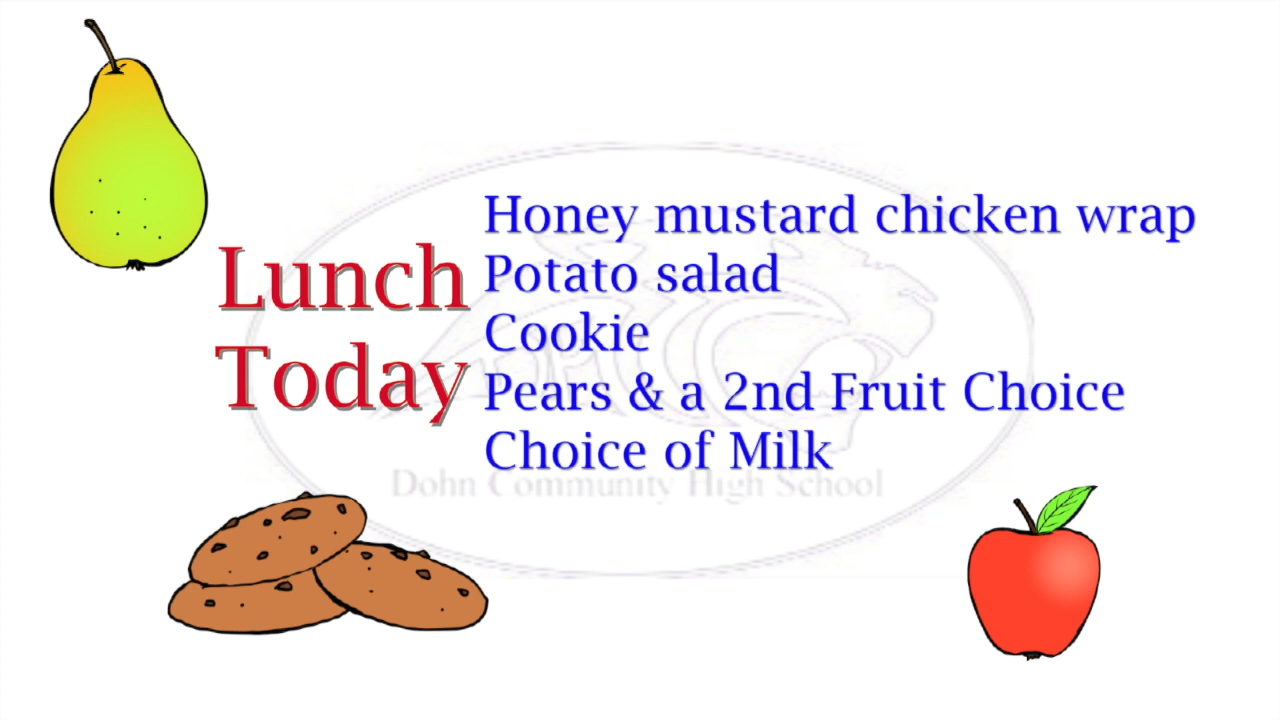 Lunch
Today
Honey mustard chicken wrap
Potato salad
Cookie
Pears & a 2nd Fruit Choice
Choice of Milk
Dohn Community High School